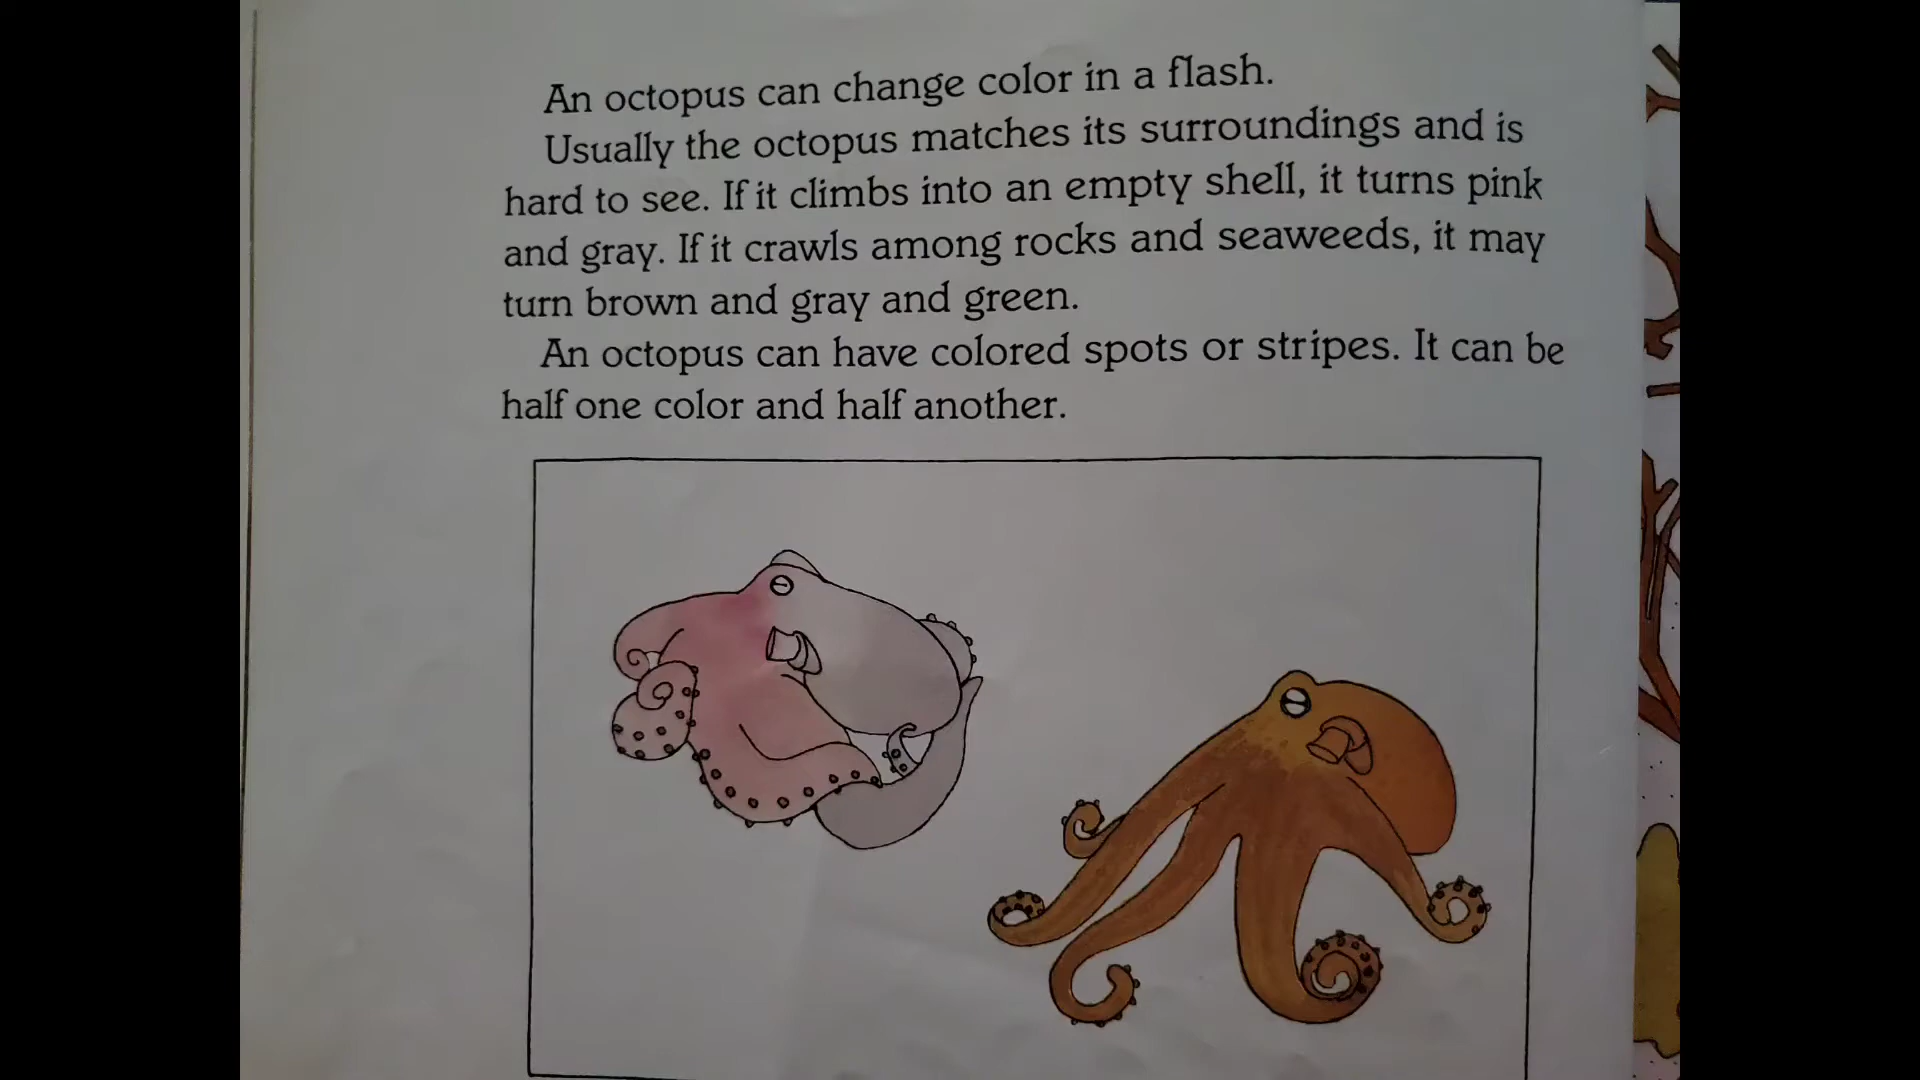 An octopus can change color in a flash.
Usually the octopus matches its surroundings and is
hard to see. If it climbs into an empty shell, it turns pink
and gray. If it crawls among rocks and seaweeds, it may
turn brown and gray and green.
An octopus can have colored spots or stripes. It can be
half one color and half another.